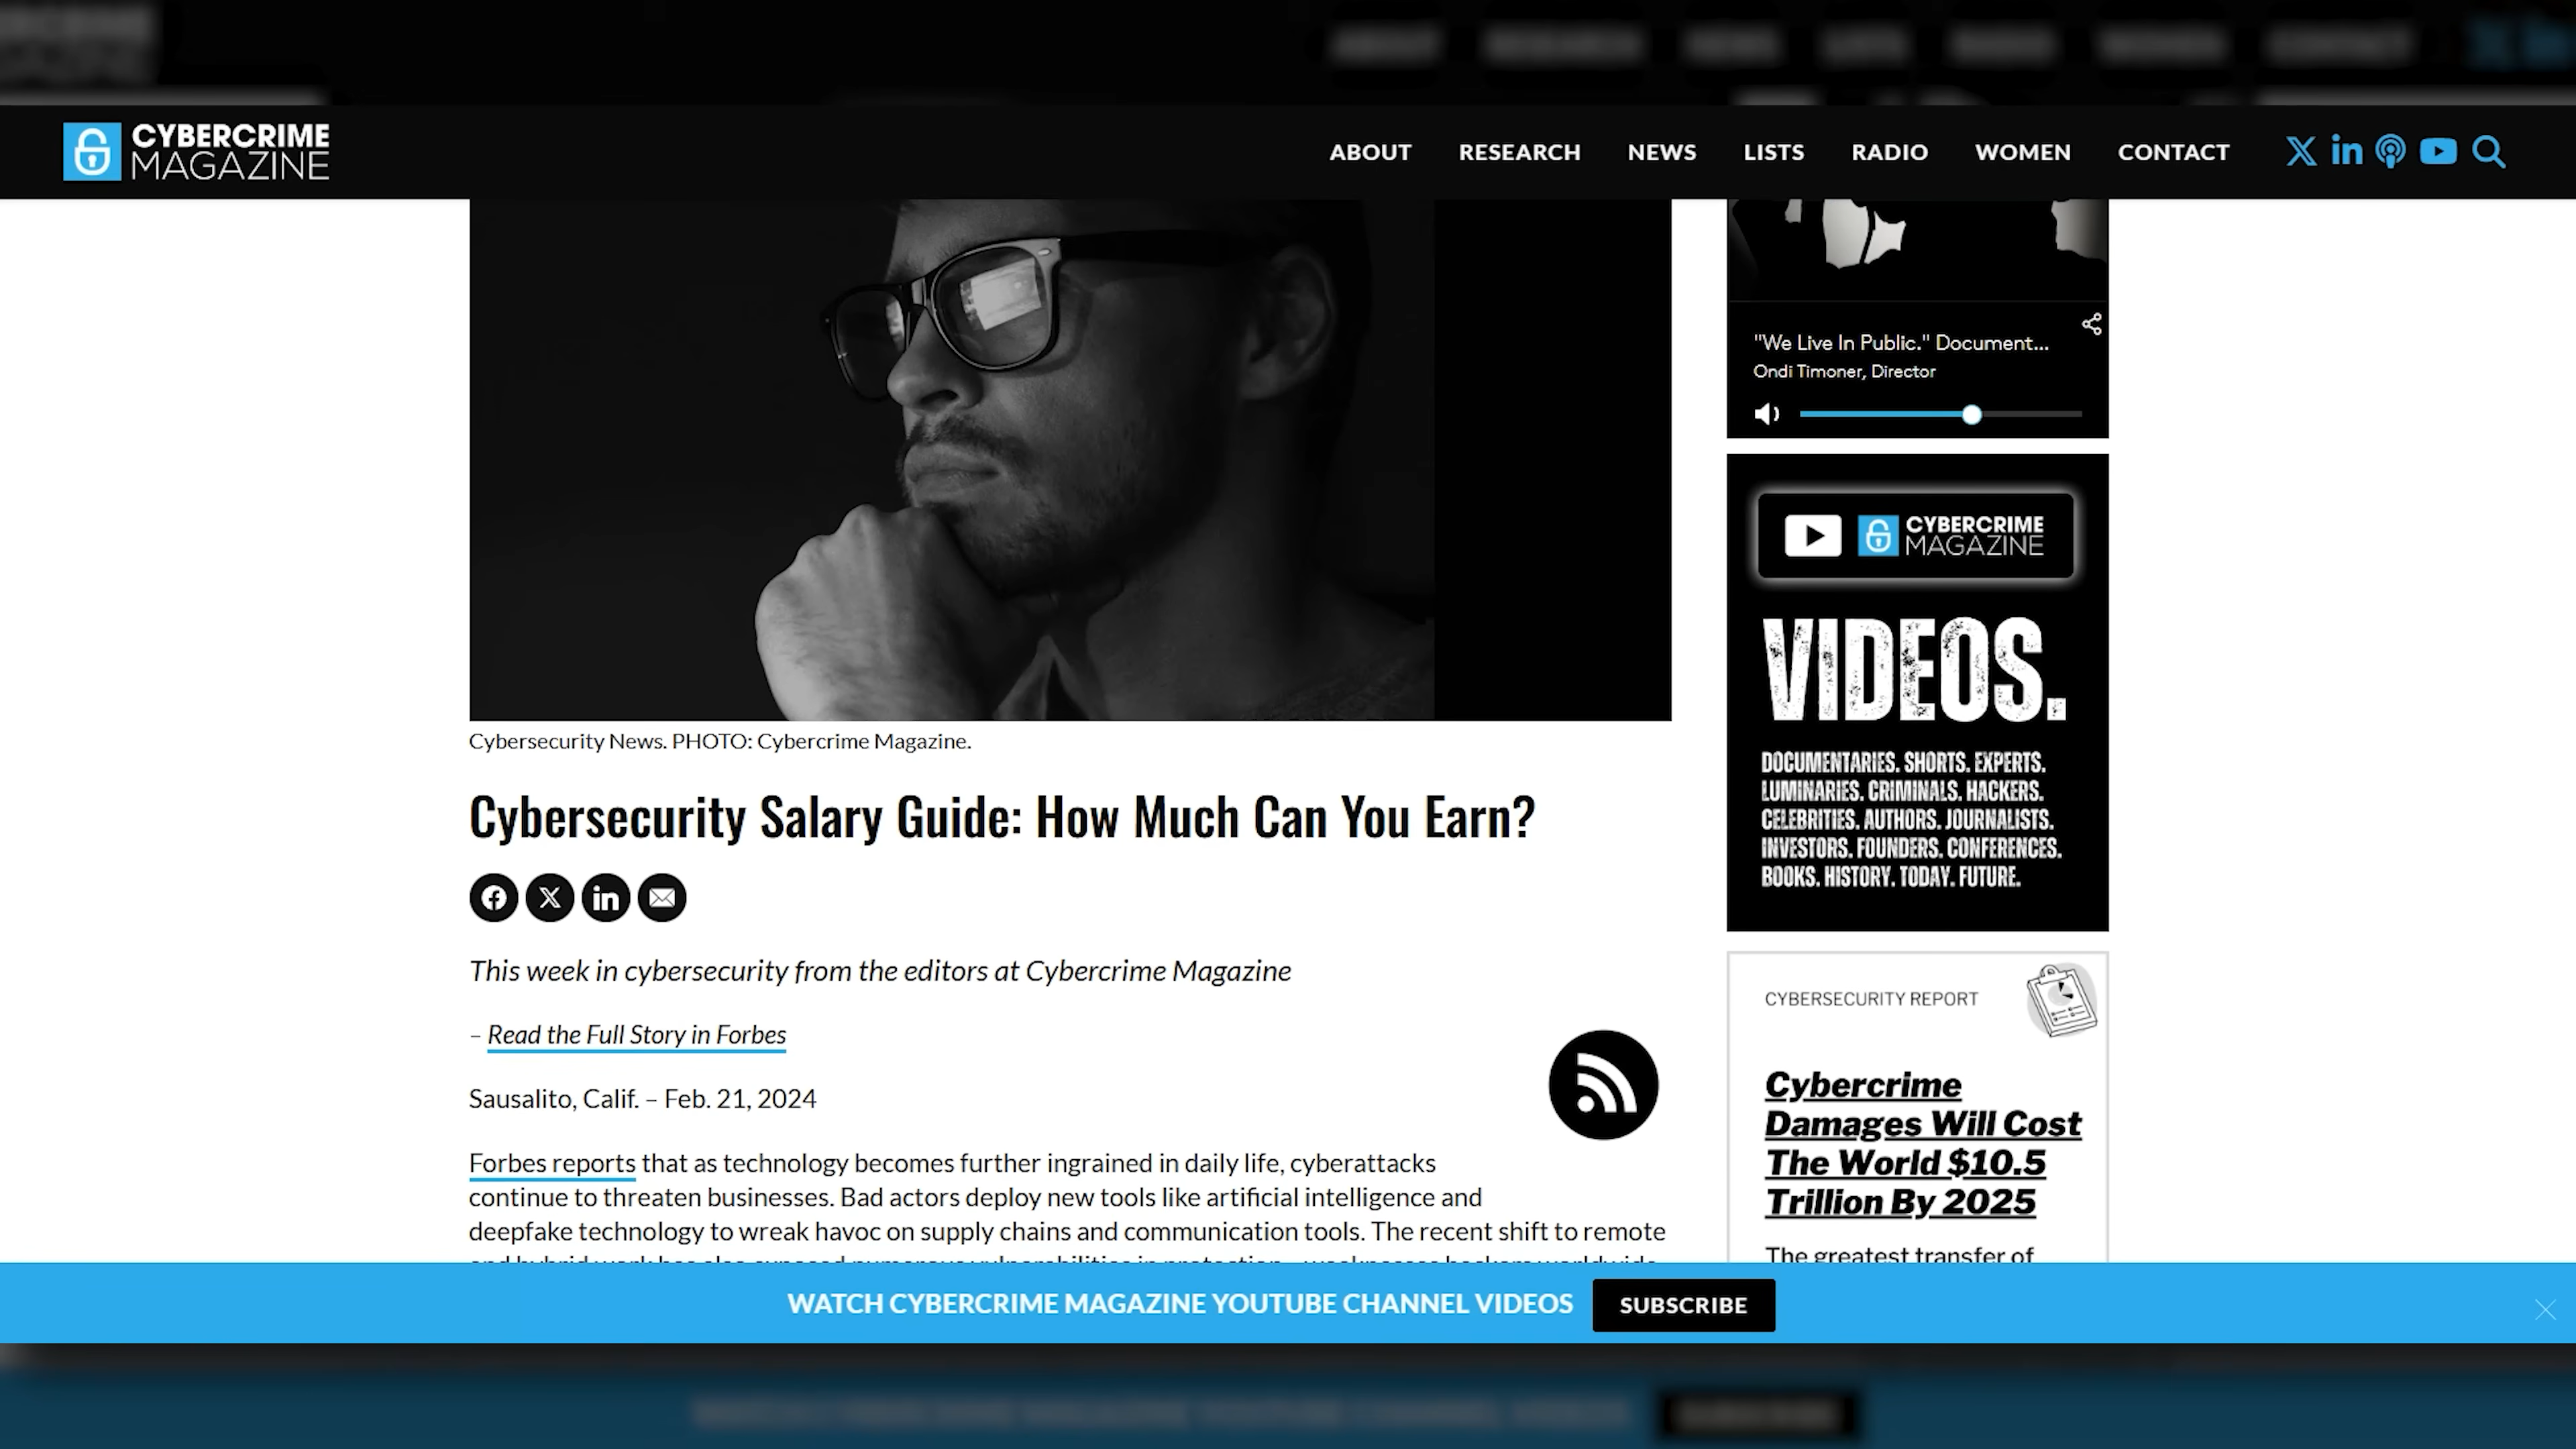 CYBERCRIME
MAGAZINE
ABOUT RESEARCH NEWS LISTS RADIO WOMEN CONTACT
"We Live In Public." Document...
Ondi Timoner, Director
CYBERCRIME
MAGAZINE
VIDEOS.
DOCUMENTARIES. SHORTS. EXPERTS.
LUMINARIES. CRIMINALS. HACKERS.
CELEBRITIES. AUTHORS. JOURNALISTS.
INVESTORS. FOUNDERS. CONFERENCES.
BOOKS. HISTORY. TODAY. FUTURE.
Cybersecurity News. PHOTO: Cybercrime Magazine.
Cybersecurity Salary Guide: How Much Can You Earn?
This week in cybersecurity from the editors at Cybercrime Magazine
– Read the Full Story in Forbes
Sausalito, Calif. – Feb. 21, 2024
Forbes reports that as technology becomes further ingrained in daily life, cyberattacks
continue to threaten businesses. Bad actors deploy new tools like artificial intelligence and
deepfake technology to wreak havoc on supply chains and communication tools. The recent shift to remote
CYBERSECURITY REPORT
Cybercrime
Damages Will Cost
The World $10.5
Trillion By 2025
The greatest transfer of
WATCH CYBERCRIME MAGAZINE YOUTUBE CHANNEL VIDEOS SUBSCRIBE